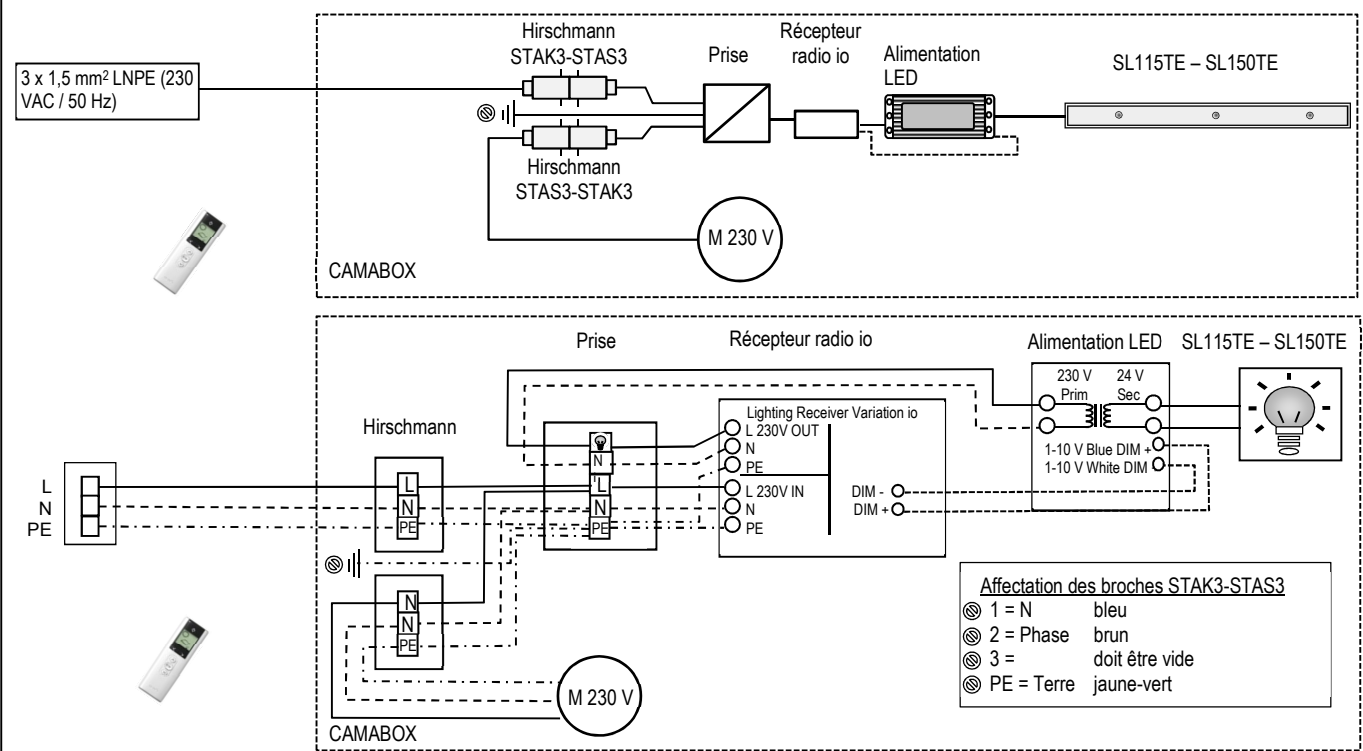 Hirschmann
STAK3-STAS3
Prise
Récepteur
radio io
Alimentation
LED
SL115TE – SL150TE
3 x 1,5 mm² LNPE (230
VAC / 50 Hz)
Hirschmann
STAS3-STAK3
M 230 V
CAMABOX
Prise
Récepteur radio io
Alimentation LED
SL115TE – SL150TE
230 V
Prim
24 V
Sec
Hirschmann
Lighting Receiver Variation io
L 230V OUT
N
PE
L 230V IN
N
PE
DIM -
DIM +
1-10 V Blue DIM +
1-10 V White DIM
N
L
N
PE
L
N
PE
L
N
PE
N
N
PE
M 230 V
CAMABOX
Affectation des broches STAK3-STAS3
1 = N bleu
2 = Phase brun
3 = doit être vide
PE = Terre jaune-vert